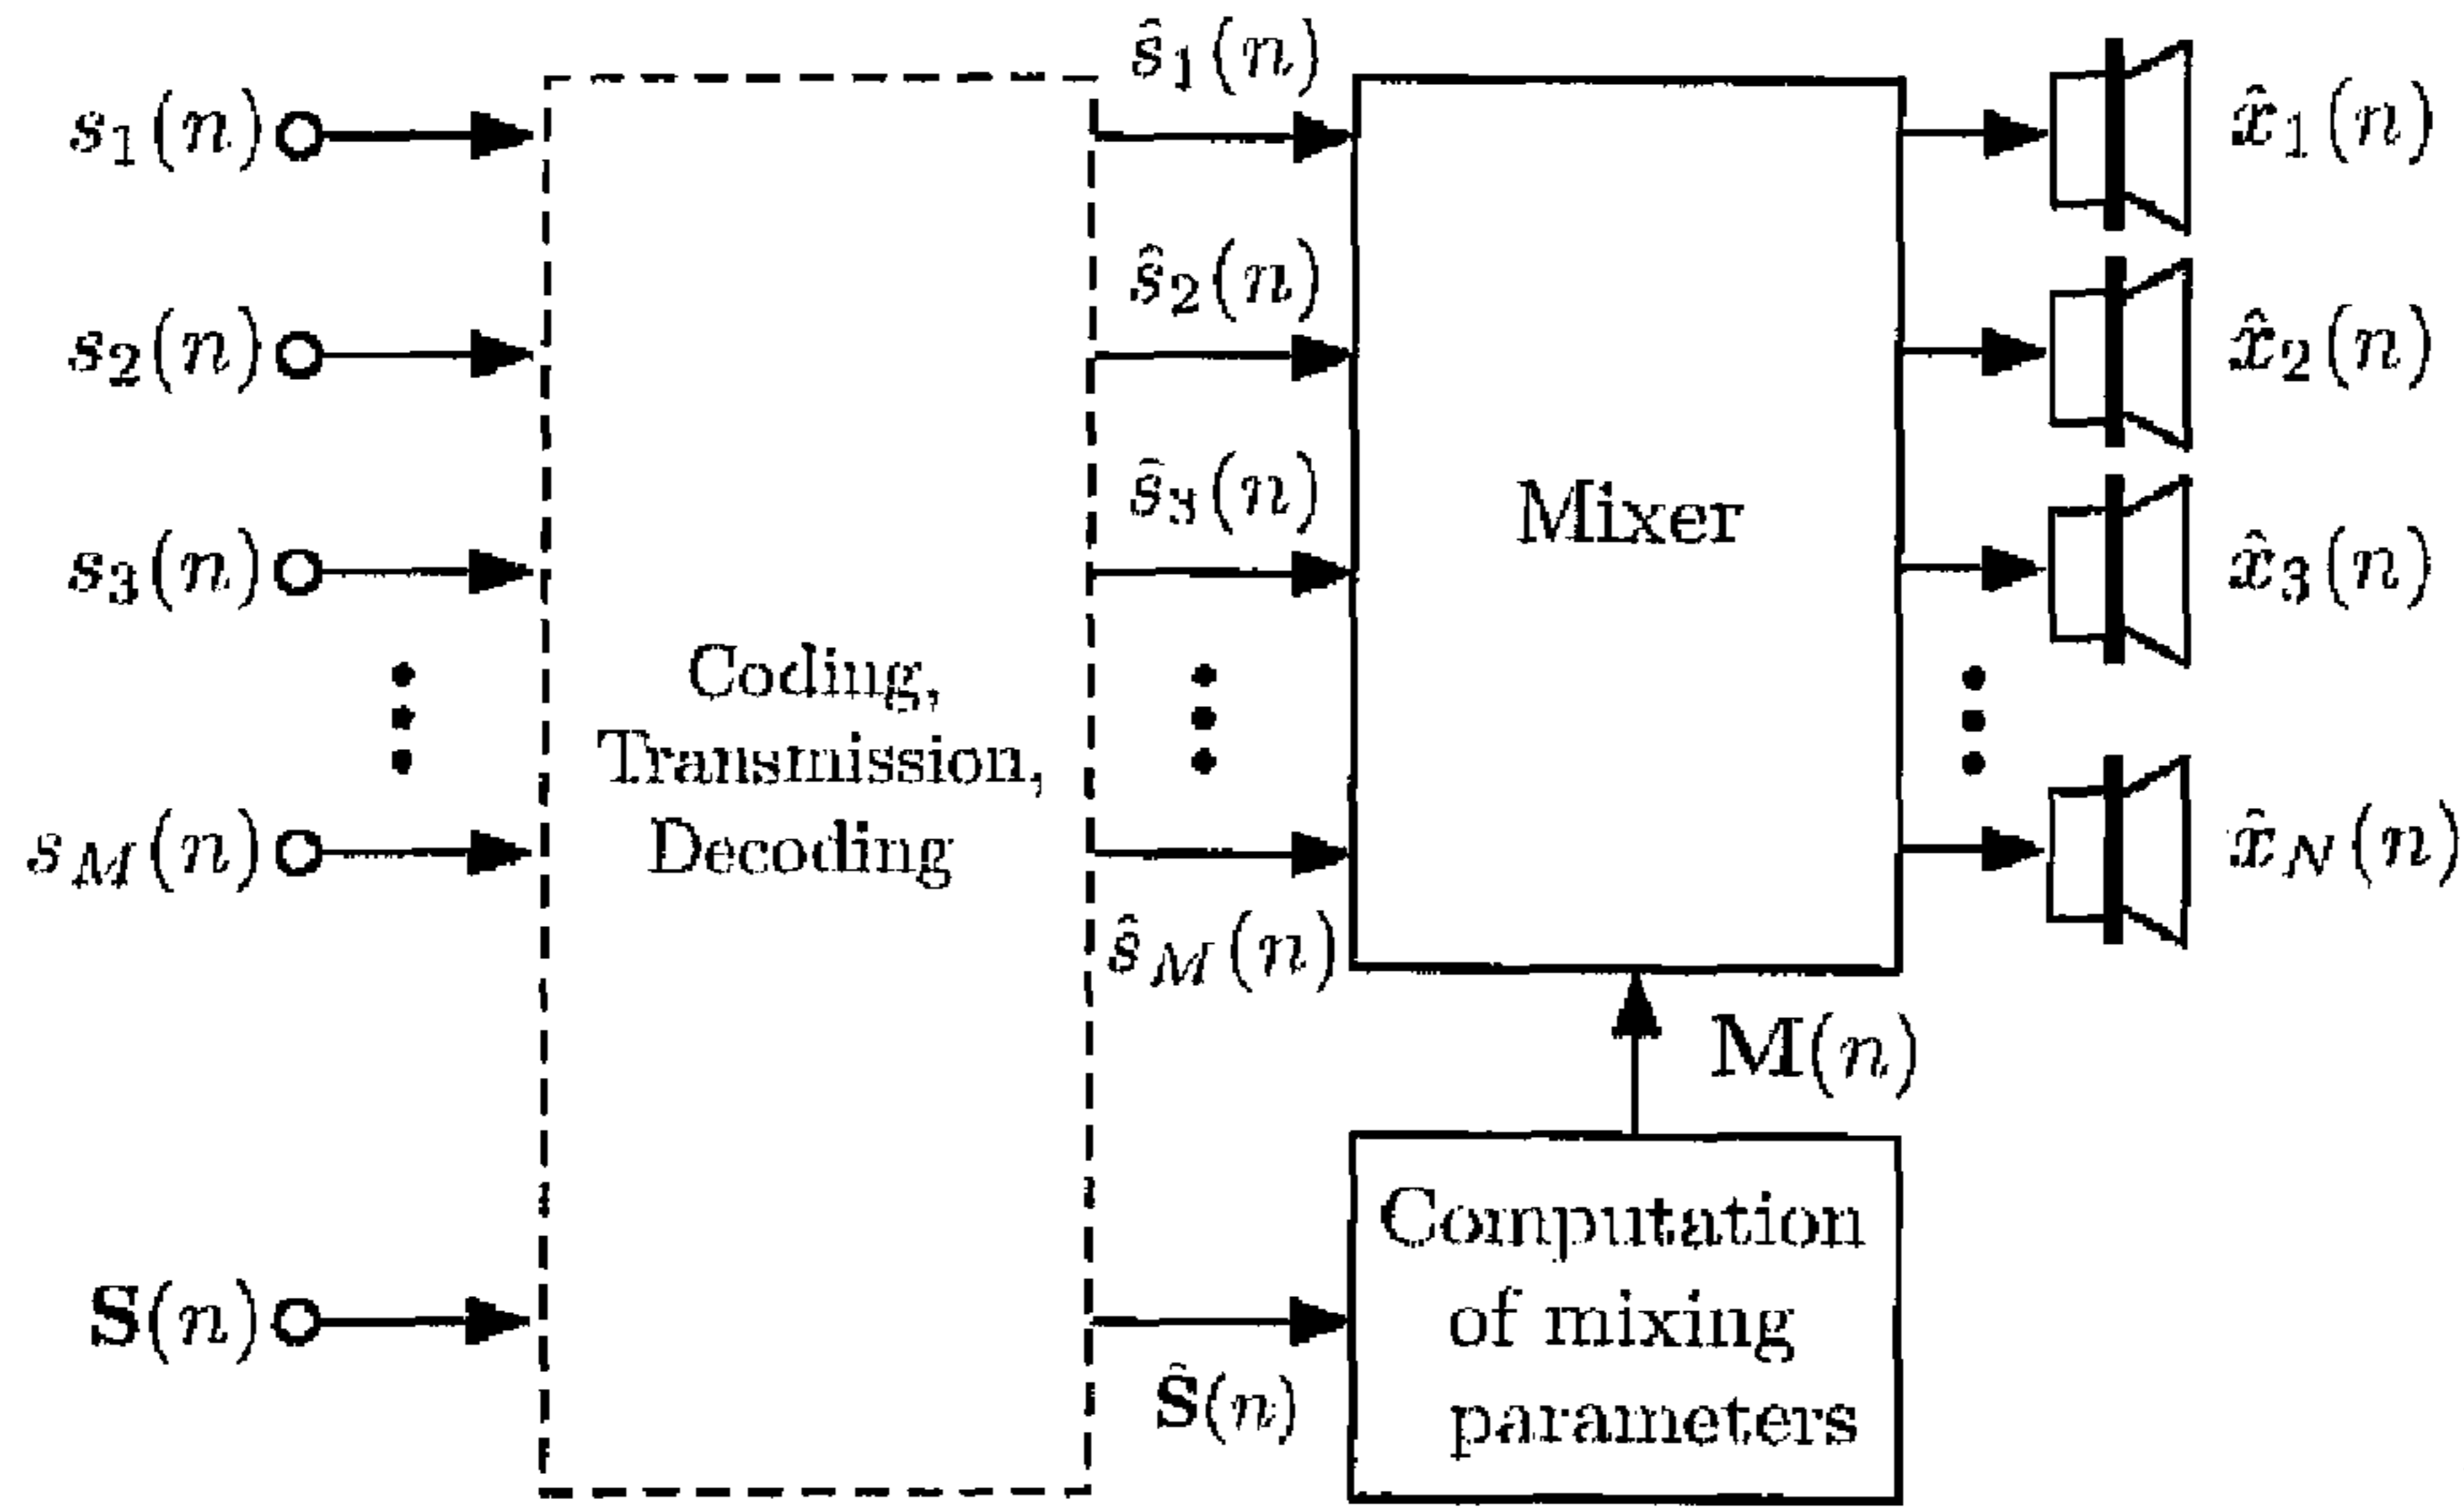 s₁(n)
s₂(n)
s₃(n)
s_M(n)
S(n)
Coding,
Transmission,
Decoding
ŝ₁(n)
ŝ₂(n)
ŝ₃(n)
ŝ_M(n)
Ŝ(n)
Mixer
M(n)
Computation
of mixing
parameters
x̂₁(n)
x̂₂(n)
x̂₃(n)
x̂_N(n)